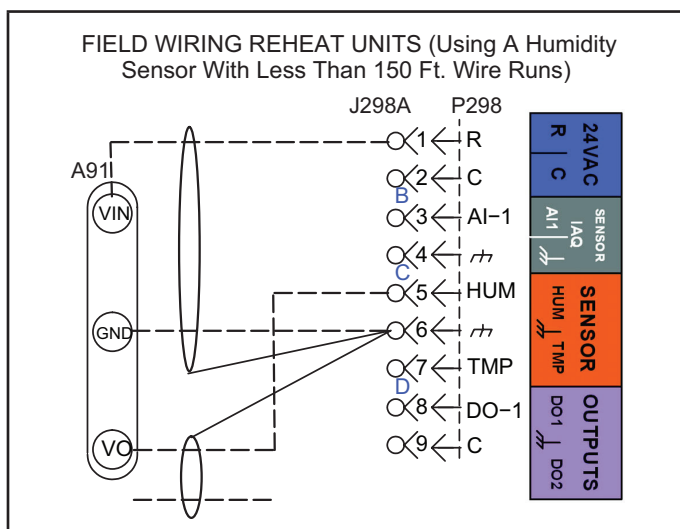 FIELD WIRING REHEAT UNITS (Using A Humidity
Sensor With Less Than 150 Ft. Wire Runs)
J298A P298
A91
VIN
GND
VO
1 R
2 C
B
3 AI-1
4
C
5 HUM
6
7 TMP
D
8 DO-1
9 C
24VAC
R C
SENSOR
IAQ
AI1
SENSOR
HUM TMP
OUTPUTS
DO1 DO2